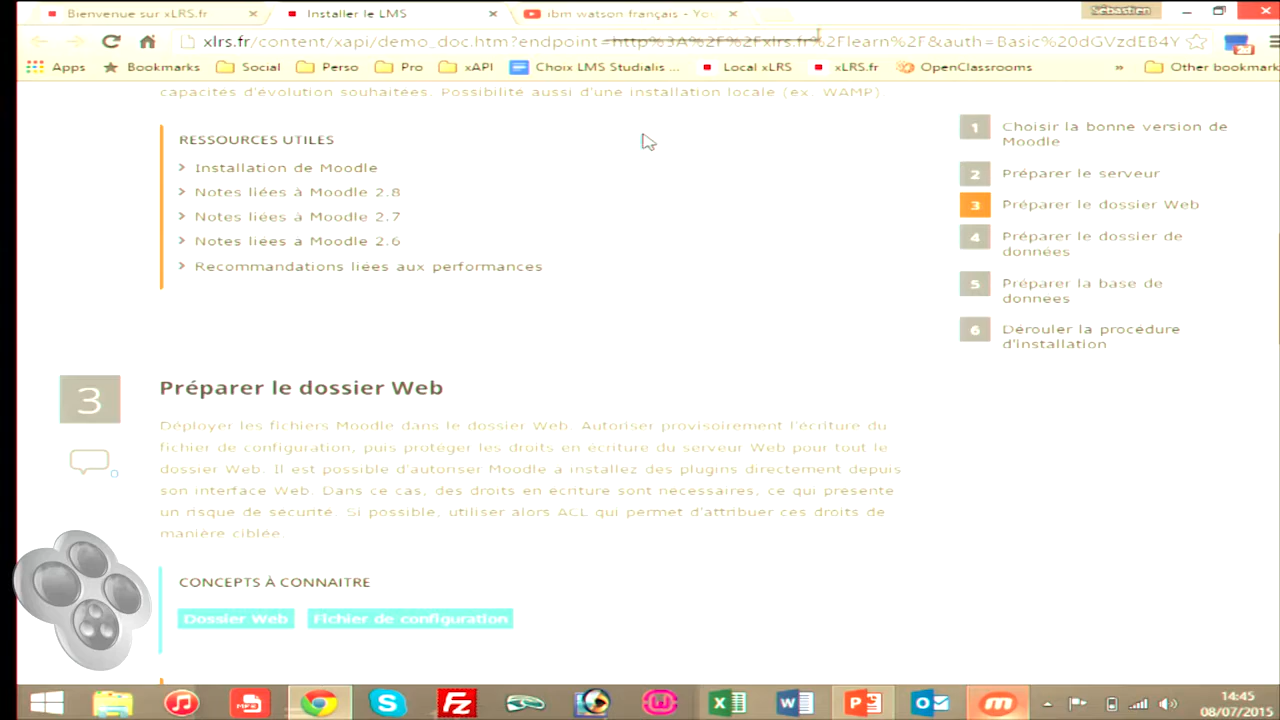 Bienvenue sur xLRS.fr
Installer le LMS
ibm watson français - Yo
Sébastien
xlrs.fr/content/xapi/demo_doc.htm?endpoint=http%3A%2F%2Fxlrs.fr%2Flearn%2F&auth=Basic%20dGVzdEB4Y
Apps
Bookmarks
Social
Perso
Pro
xAPI
Choix LMS Studialis ...
Local xLRS
xLRS.fr
OpenClassrooms
»
Other bookmark
capacités d'évolution souhaitées. Possibilité aussi d'une installation locale (ex. WAMP)
RESSOURCES UTILES
Installation de Moodle
Notes liées à Moodle 2.8
Notes liées à Moodle 2.7
Notes liées à Moodle 2.6
Recommandations liées aux performances
1 Choisir la bonne version de
Moodle
2 Préparer le serveur
3 Préparer le dossier Web
4 Préparer le dossier de
données
5 Préparer la base de
données
6 Dérouler la procédure
d'installation
3
Préparer le dossier Web
Déployer les fichiers Moodle dans le dossier Web. Autoriser provisoirement l'écriture du
fichier de configuration, puis protéger les droits en écriture du serveur Web pour tout le
dossier Web. Il est possible d'autoriser Moodle a installez des plugins directement depuis
son interface Web. Dans ce cas, des droits en écriture sont nécessaires, ce qui présente
un risque de sécurité. Si possible, utiliser alors ACL qui permet d'attribuer ces droits de
manière ciblée.
0
CONCEPTS À CONNAITRE
Dossier Web
Fichier de configuration
14:45
08/07/2015